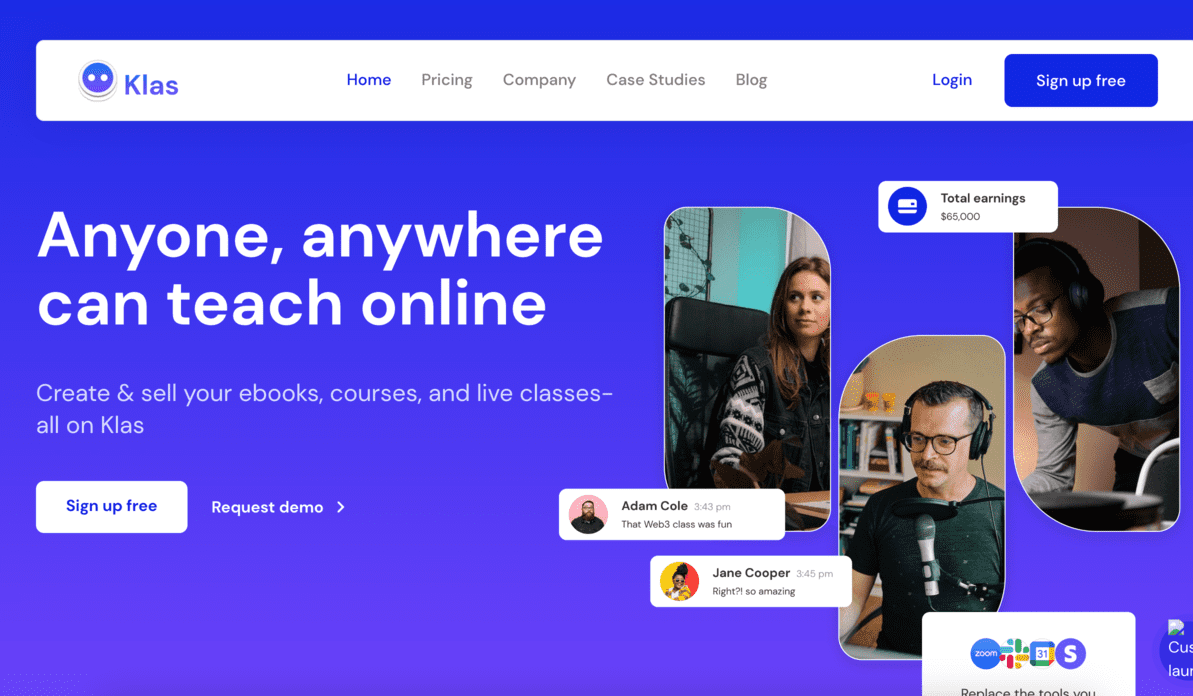 Klas
Home Pricing Company Case Studies Blog
Login
Sign up free
Anyone, anywhere
can teach online
Create & sell your ebooks, courses, and live classes-
all on Klas
Sign up free
Request demo
Total earnings
$65,000
Adam Cole 3:43 pm
That Web3 class was fun
Jane Cooper 3:45 pm
Right?! so amazing
zoom
31
S
Replace the tools you
Cus
laun